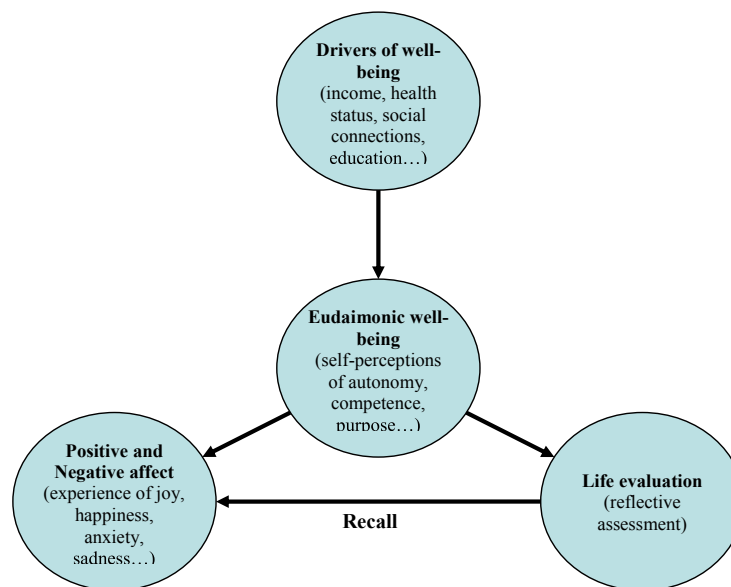 Drivers of well-
being
(income, health
status, social
connections,
education…)
Eudaimonic well-
being
(self-perceptions
of autonomy,
competence,
purpose…)
Positive and
Negative affect
(experience of joy,
happiness,
anxiety,
sadness…)
Life evaluation
(reflective
assessment)
Recall